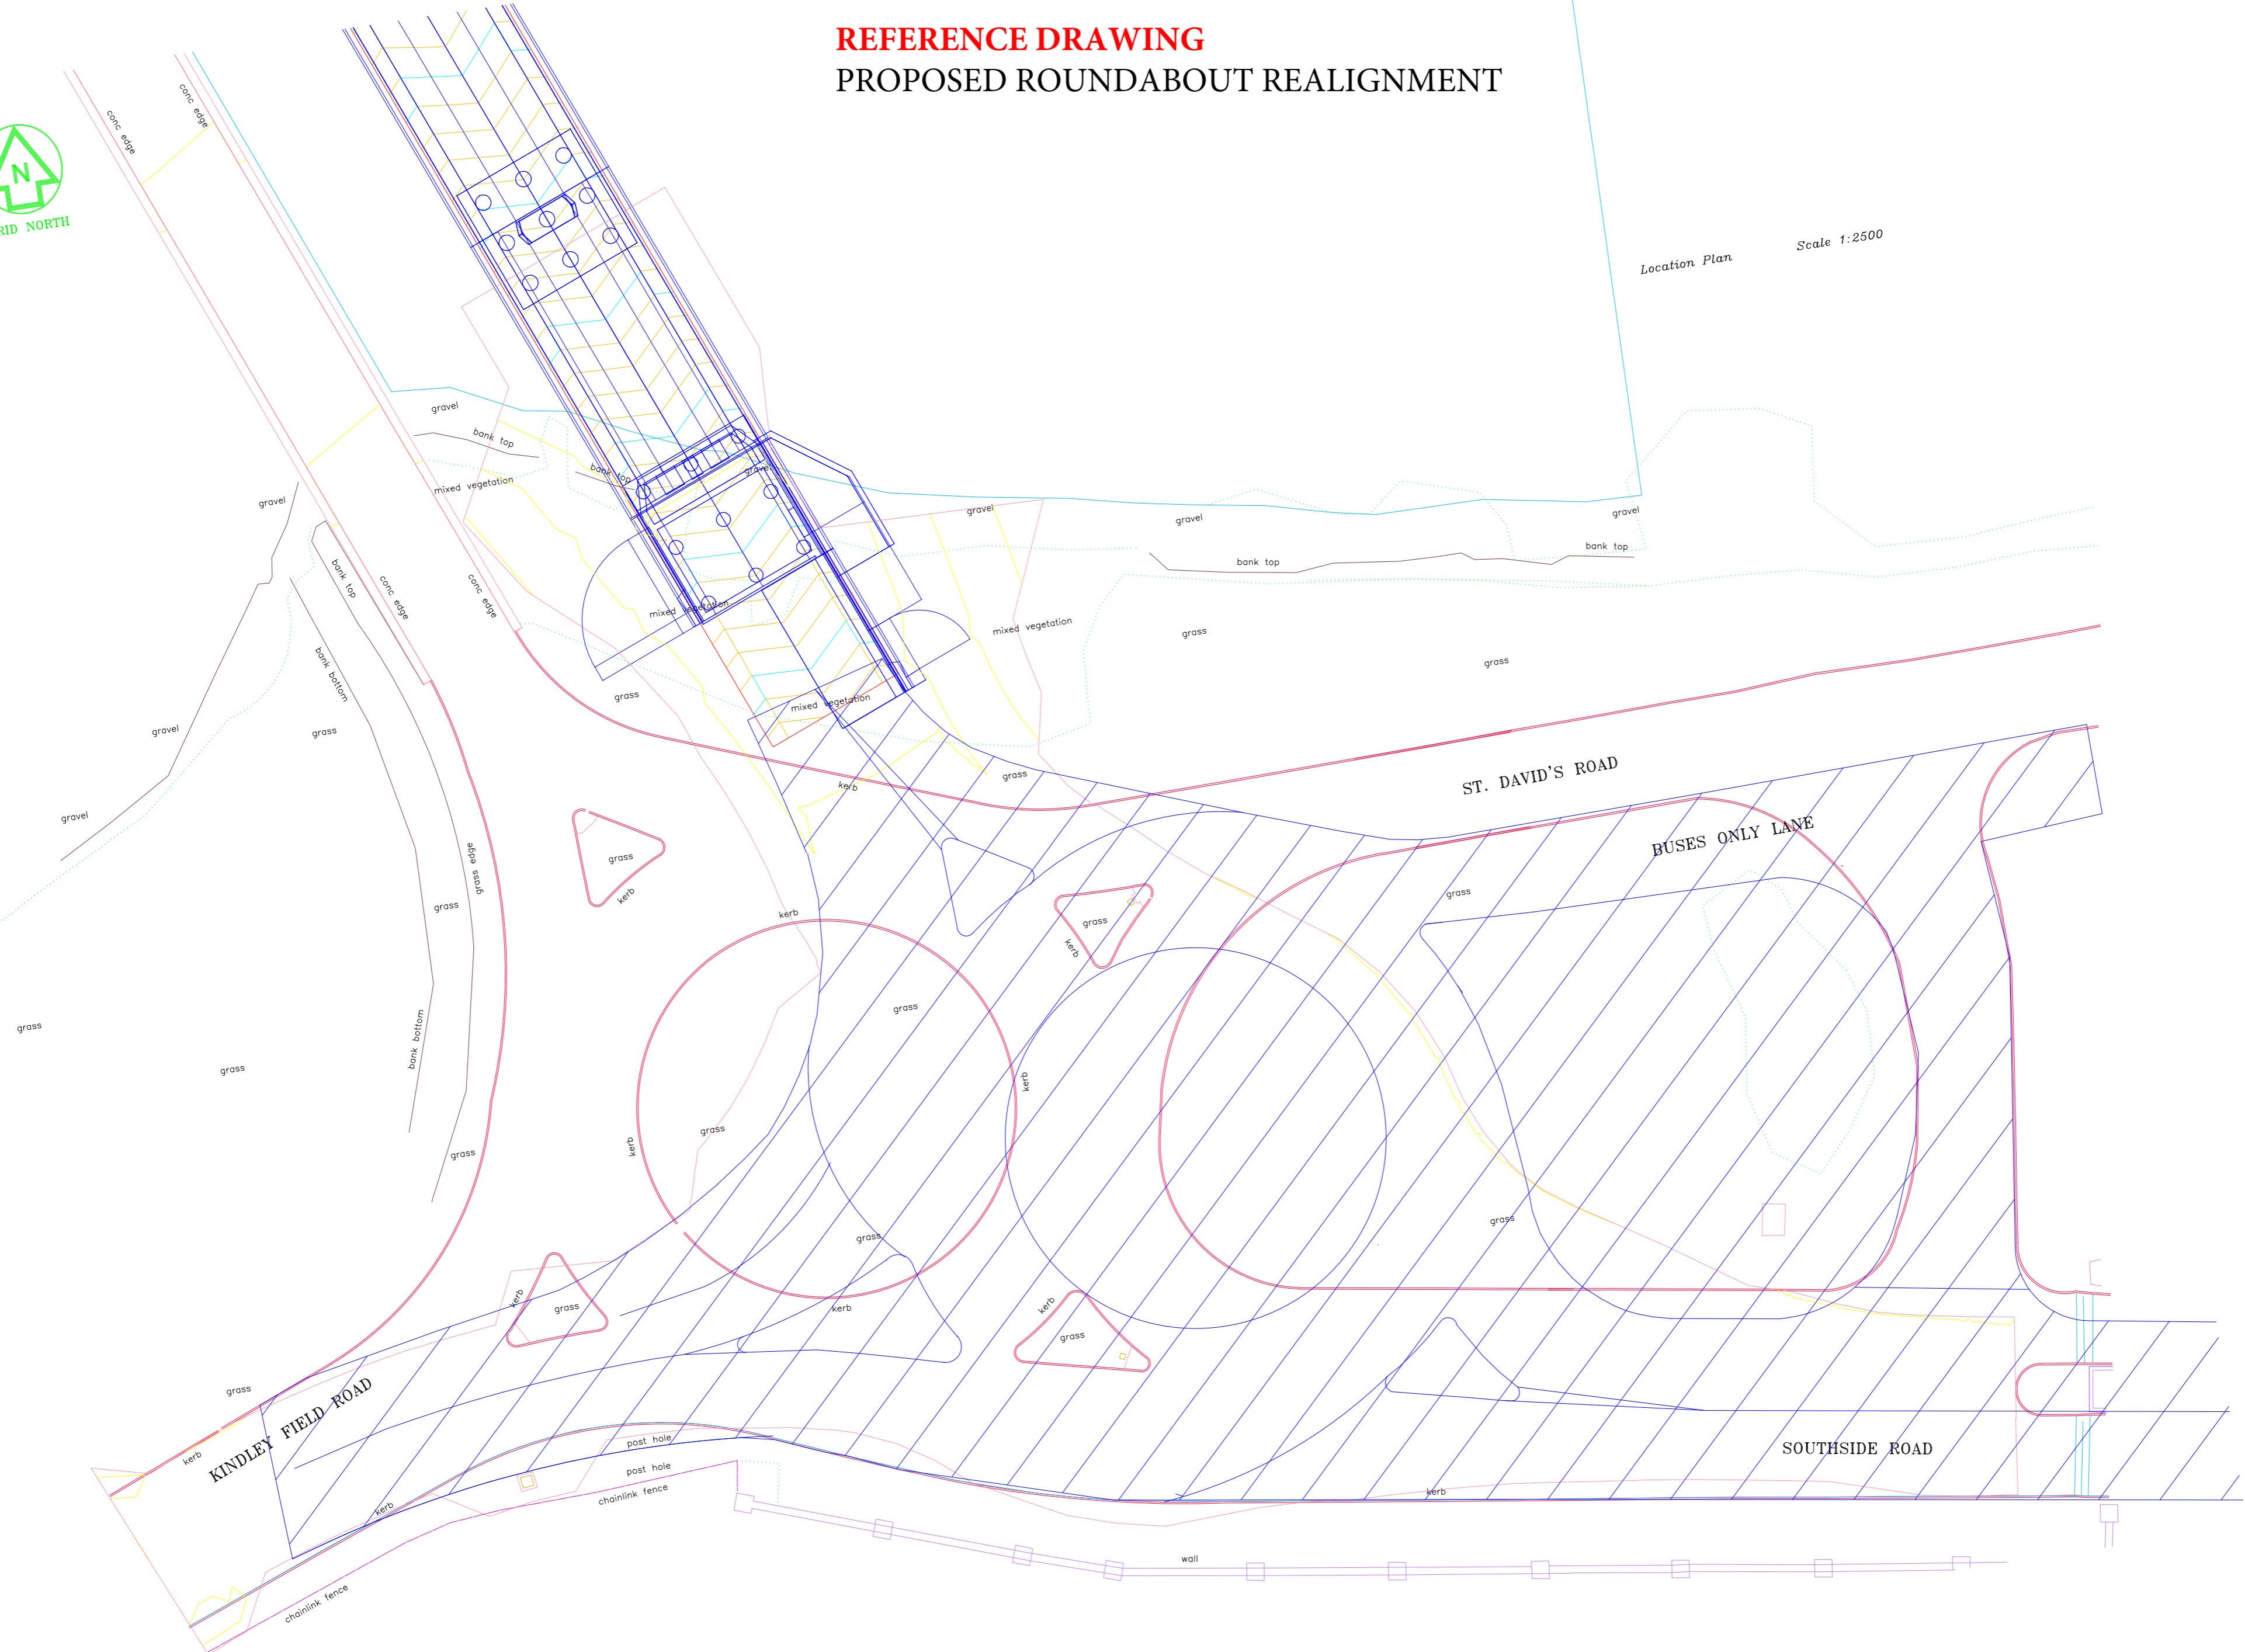 REFERENCE DRAWING
PROPOSED ROUNDABOUT REALIGNMENT
conc edge
conc edge
N
RID NORTH
Location Plan
Scale 1:2500
gravel
bank top
bank top
gravel
mixed vegetation
gravel
gravel
gravel
gravel
bank top
bank top
bank top
conc edge
conc edge
mixed vegetation
mixed vegetation
grass
grass
bank bottom
grass
mixed vegetation
gravel
grass
grass
kerb
ST. DAVID'S ROAD
gravel
BUSES ONLY LANE
grass
kerb
grass edge
grass
grass
kerb
grass
kerb
grass
grass
bank bottom
grass
kerb
grass
kerb
grass
grass
grass
kerb
grass
kerb
kerb
grass
grass
KINDLEY FIELD ROAD
kerb
post hole
post hole
chainlink fence
SOUTHSIDE ROAD
kerb
kerb
wall
chainlink fence